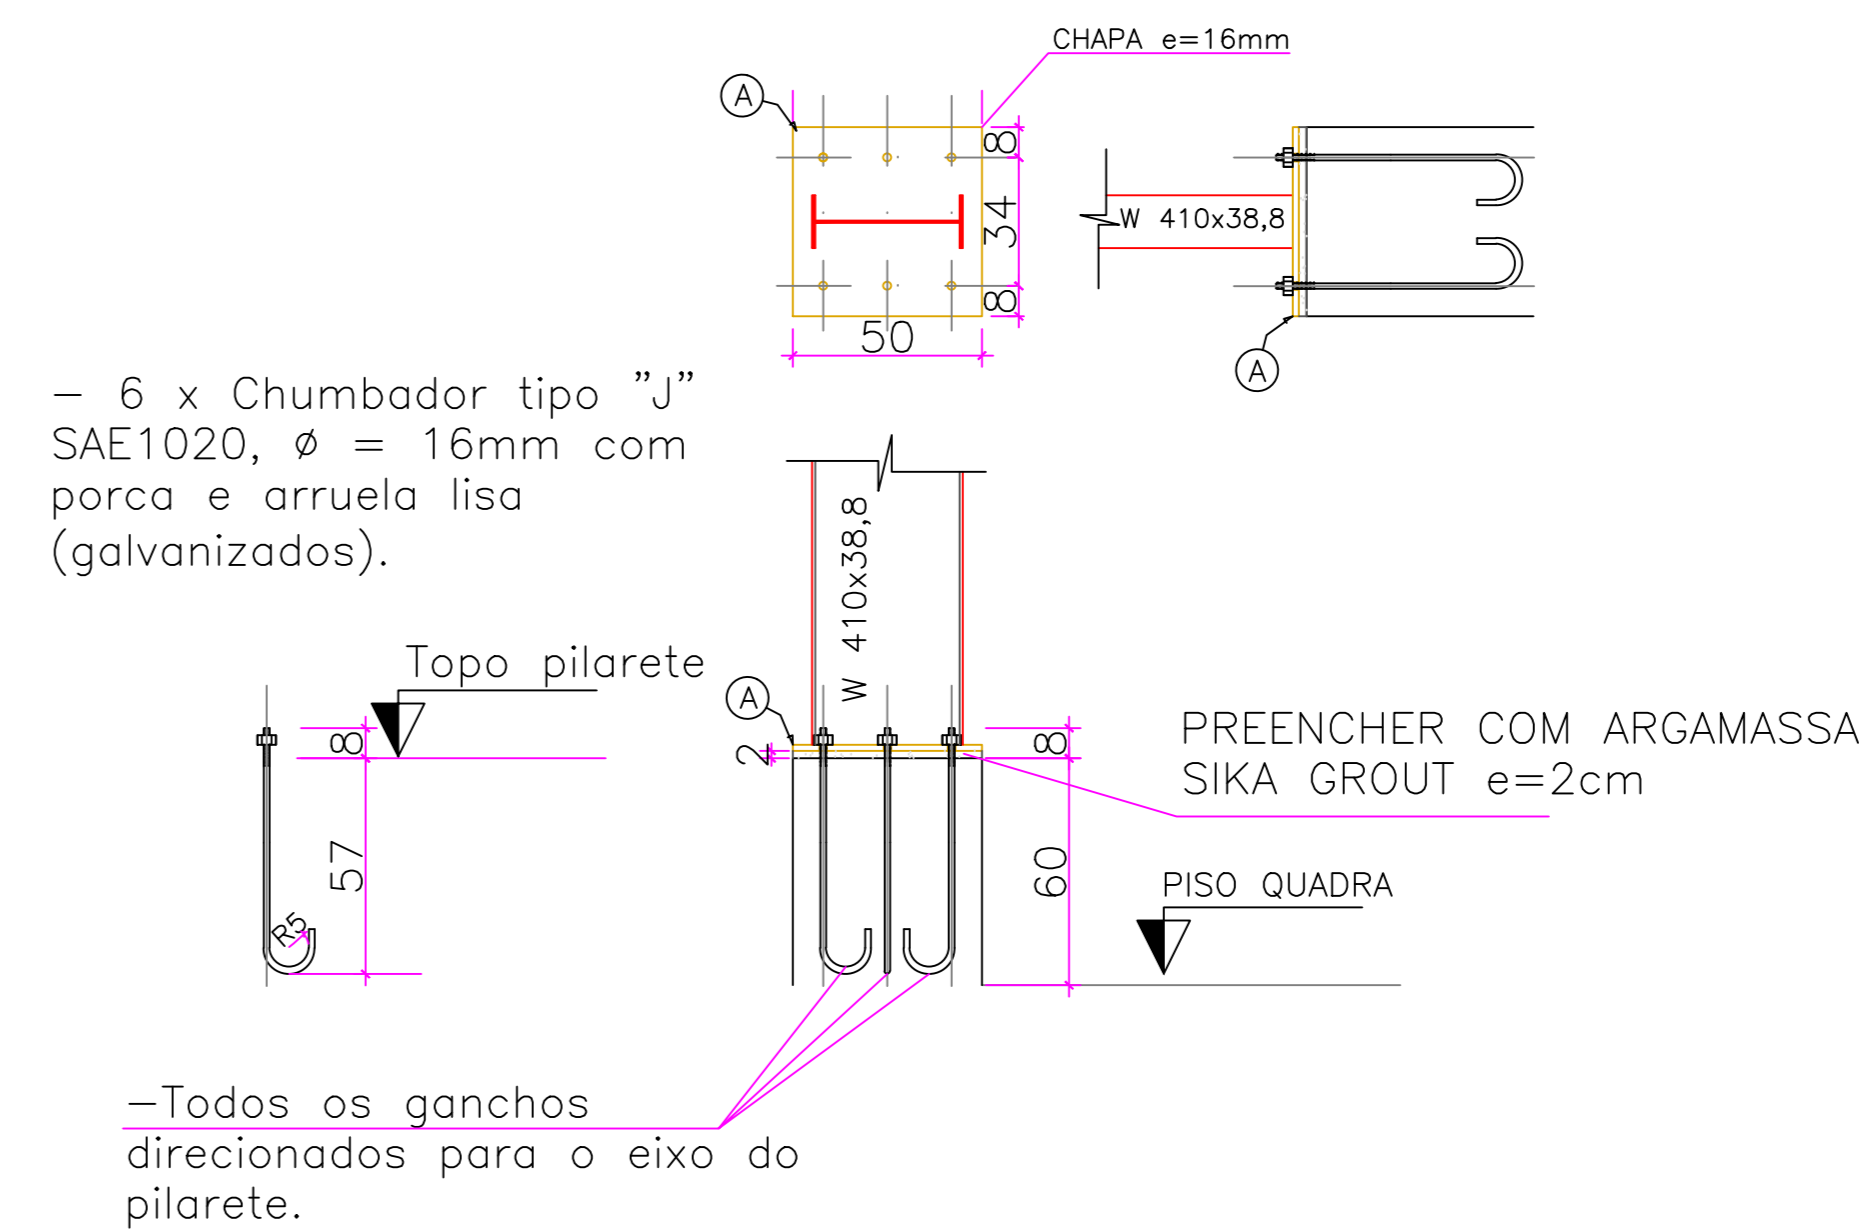 CHAPA e=16mm
A
8
34
8
50
W 410x38,8
A
– 6 x Chumbador tipo "J"
SAE1020, ø = 16mm com
porca e arruela lisa
(galvanizados).
W 410x38,8
Topo pilarete
A
8
2
8
PREENCHER COM ARGAMASSA
SIKA GROUT e=2cm
57
60
R5
PISO QUADRA
–Todos os ganchos
direcionados para o eixo do
pilarete.